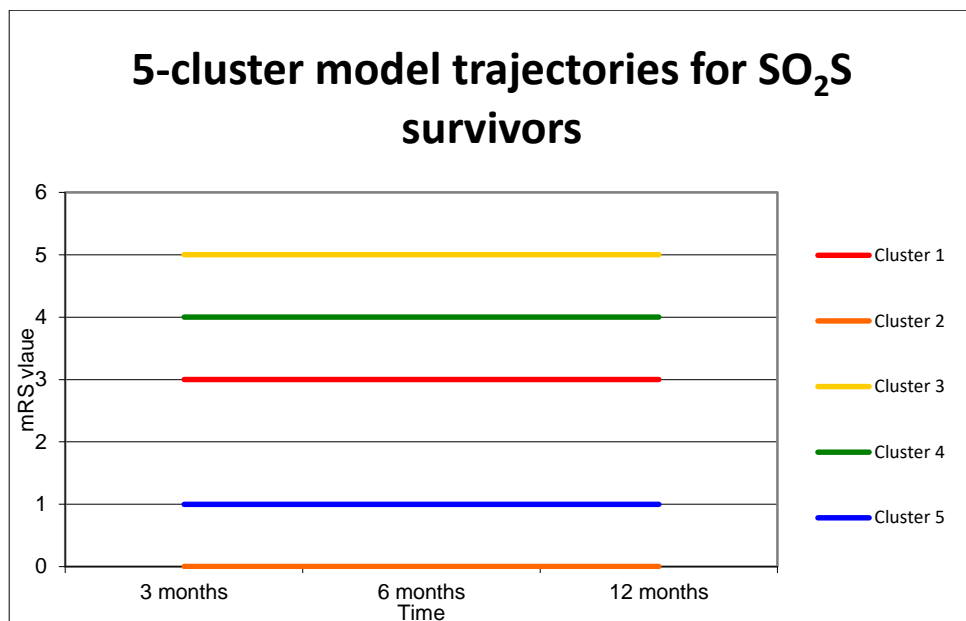 5-cluster model trajectories for SO₂S
survivors
6
5
4
3
2
1
0
mRS vlaue
3 months
6 months
12 months
Time
Cluster 1
Cluster 2
Cluster 3
Cluster 4
Cluster 5